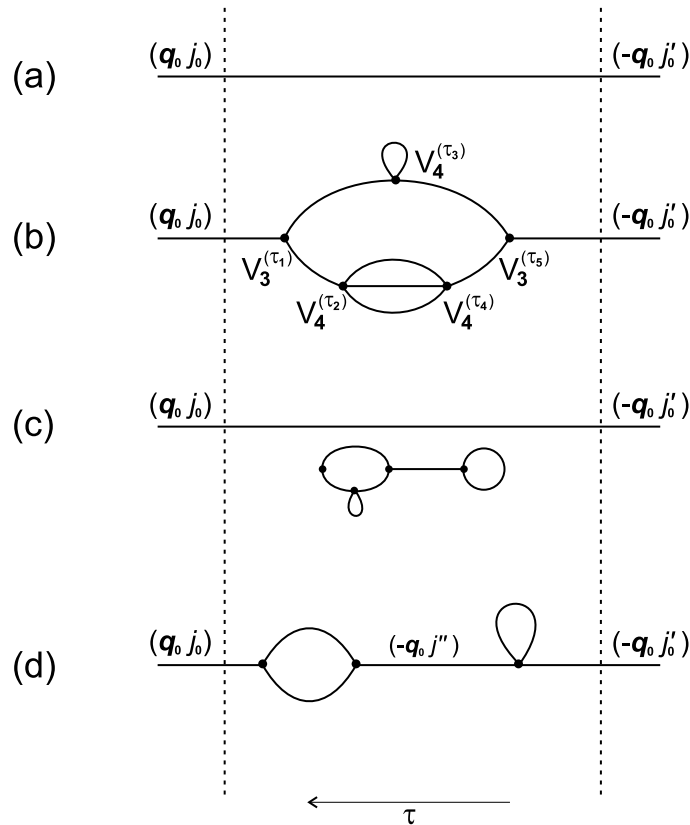 (a) (q₀ j₀) (-q₀ j₀′)
V₄^(τ₃)
(b) (q₀ j₀) (-q₀ j₀′)
V₃^(τ₁) V₃^(τ₅)
V₄^(τ₂) V₄^(τ₄)
(c) (q₀ j₀) (-q₀ j₀′)
(d) (q₀ j₀) (-q₀ j″) (-q₀ j₀′)
τ